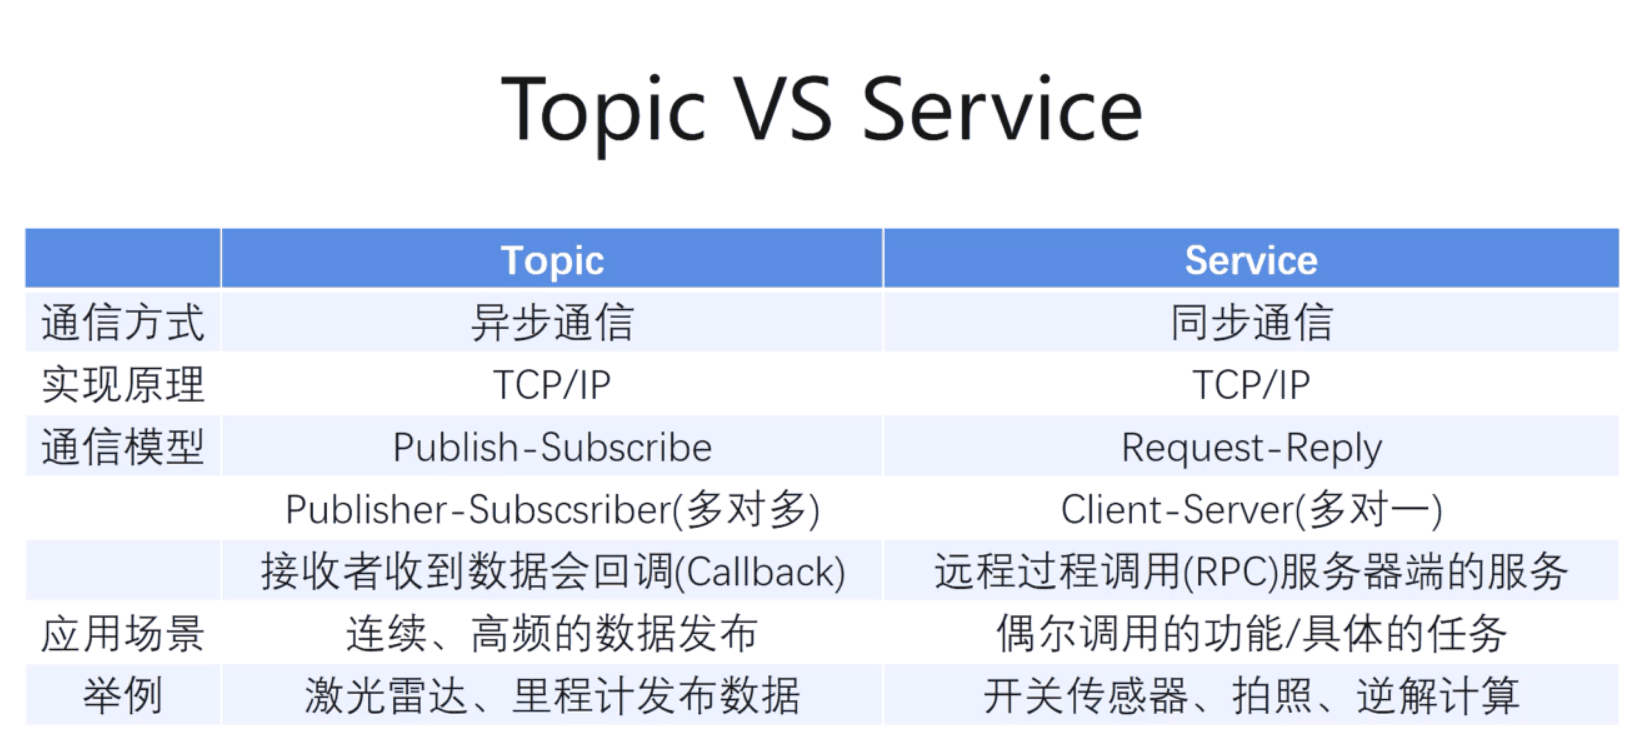 Topic VS Service
Topic Service
通信方式 异步通信 同步通信
实现原理 TCP/IP TCP/IP
通信模型 Publish-Subscribe Request-Reply
Publisher-Subscsriber(多对多) Client-Server(多对一)
接收者收到数据会回调(Callback) 远程过程调用(RPC)服务器端的服务
应用场景 连续、高频的数据发布 偶尔调用的功能/具体的任务
举例 激光雷达、里程计发布数据 开关传感器、拍照、逆解计算